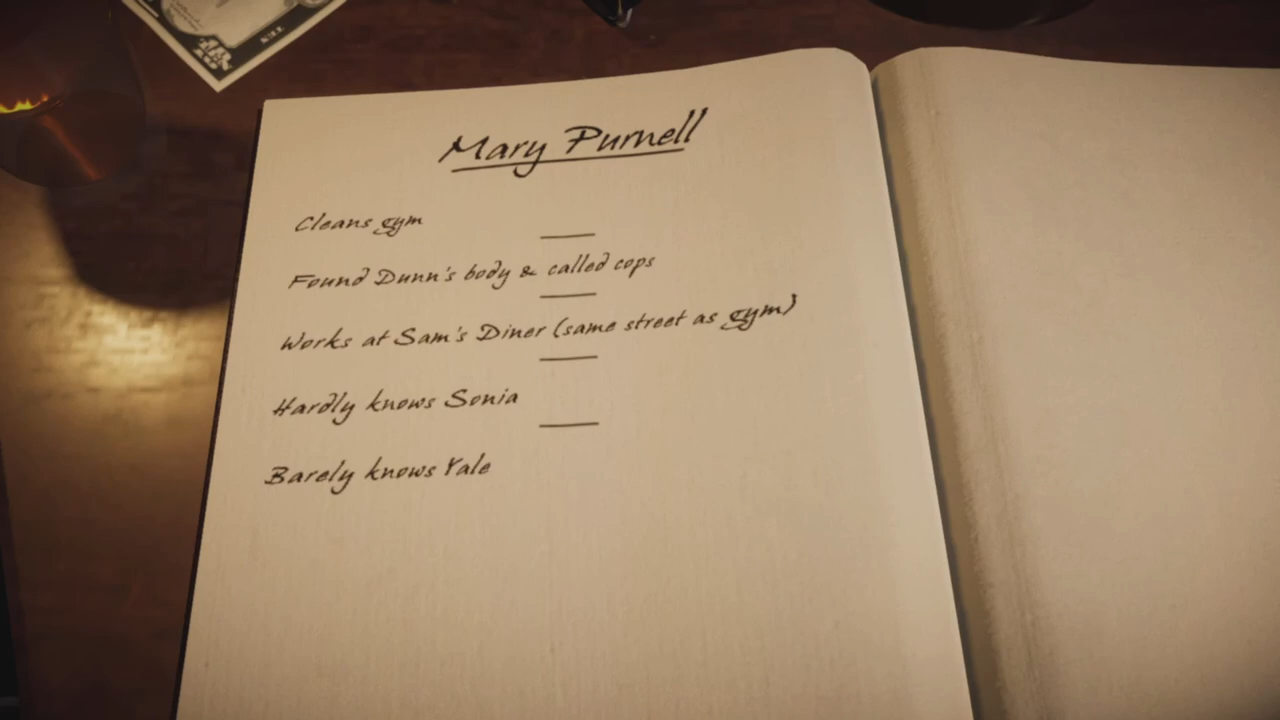 Mary Purnell
Cleans gym
Found Dunn's body & called cops
Works at Sam's Diner (same street as gym)
Hardly knows Sonia
Barely knows Yale